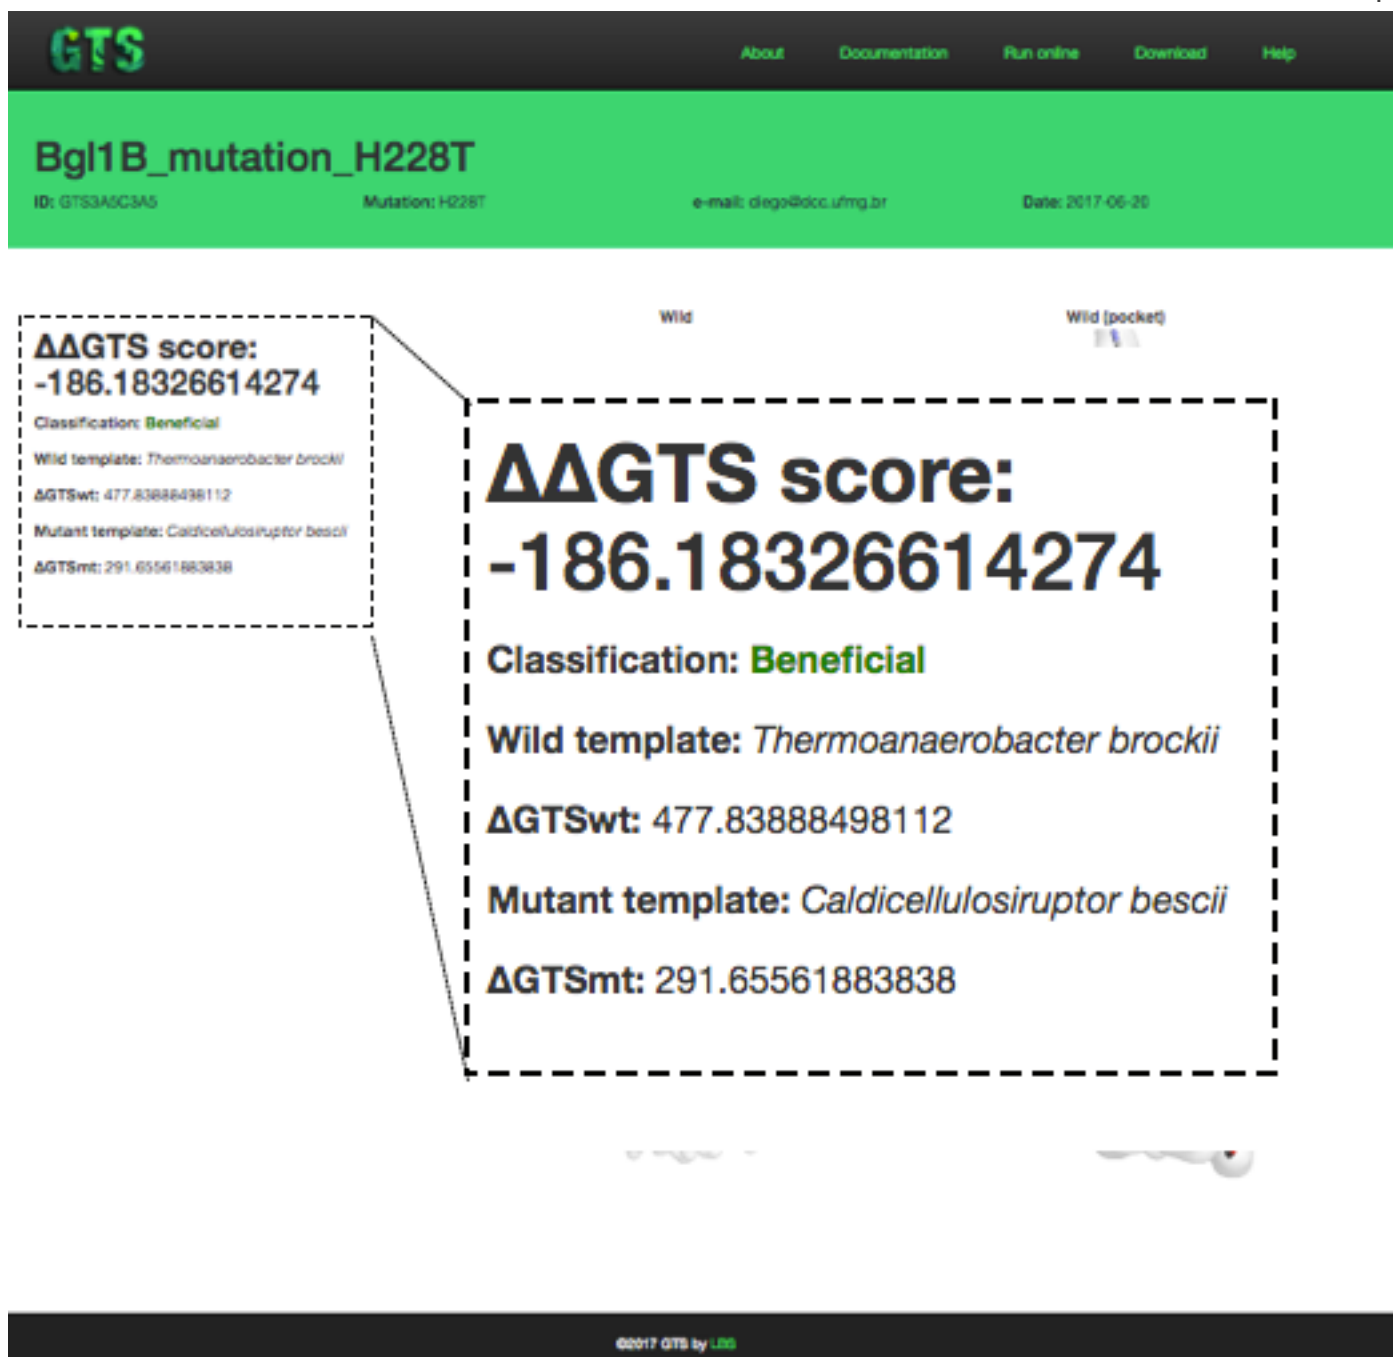 GTS
About Documentation Run online Download Help
Bgl1B_mutation_H228T
ID: GTS3A5C3A5 Mutation: H228T e-mail: diego@dcc.ufmg.br Date: 2017-06-20
Wild Wild (pocket)
ΔΔGTS score:
-186.18326614274
Classification: Beneficial
Wild template: Thermoanaerobacter brockii
ΔGTSwt: 477.83888498112
Mutant template: Caldicellulosiruptor bescii
ΔGTSmt: 291.65561883838
ΔΔGTS score:
-186.18326614274
Classification: Beneficial
Wild template: Thermoanaerobacter brockii
ΔGTSwt: 477.83888498112
Mutant template: Caldicellulosiruptor bescii
ΔGTSmt: 291.65561883838
©2017 GTS by LBS